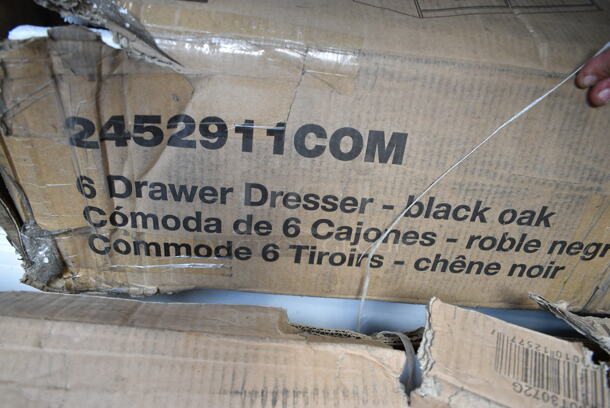 2452911COM
6 Drawer Dresser - black oak
Cómoda de 6 Cajones - roble negr
Commode 6 Tiroirs - chêne noir